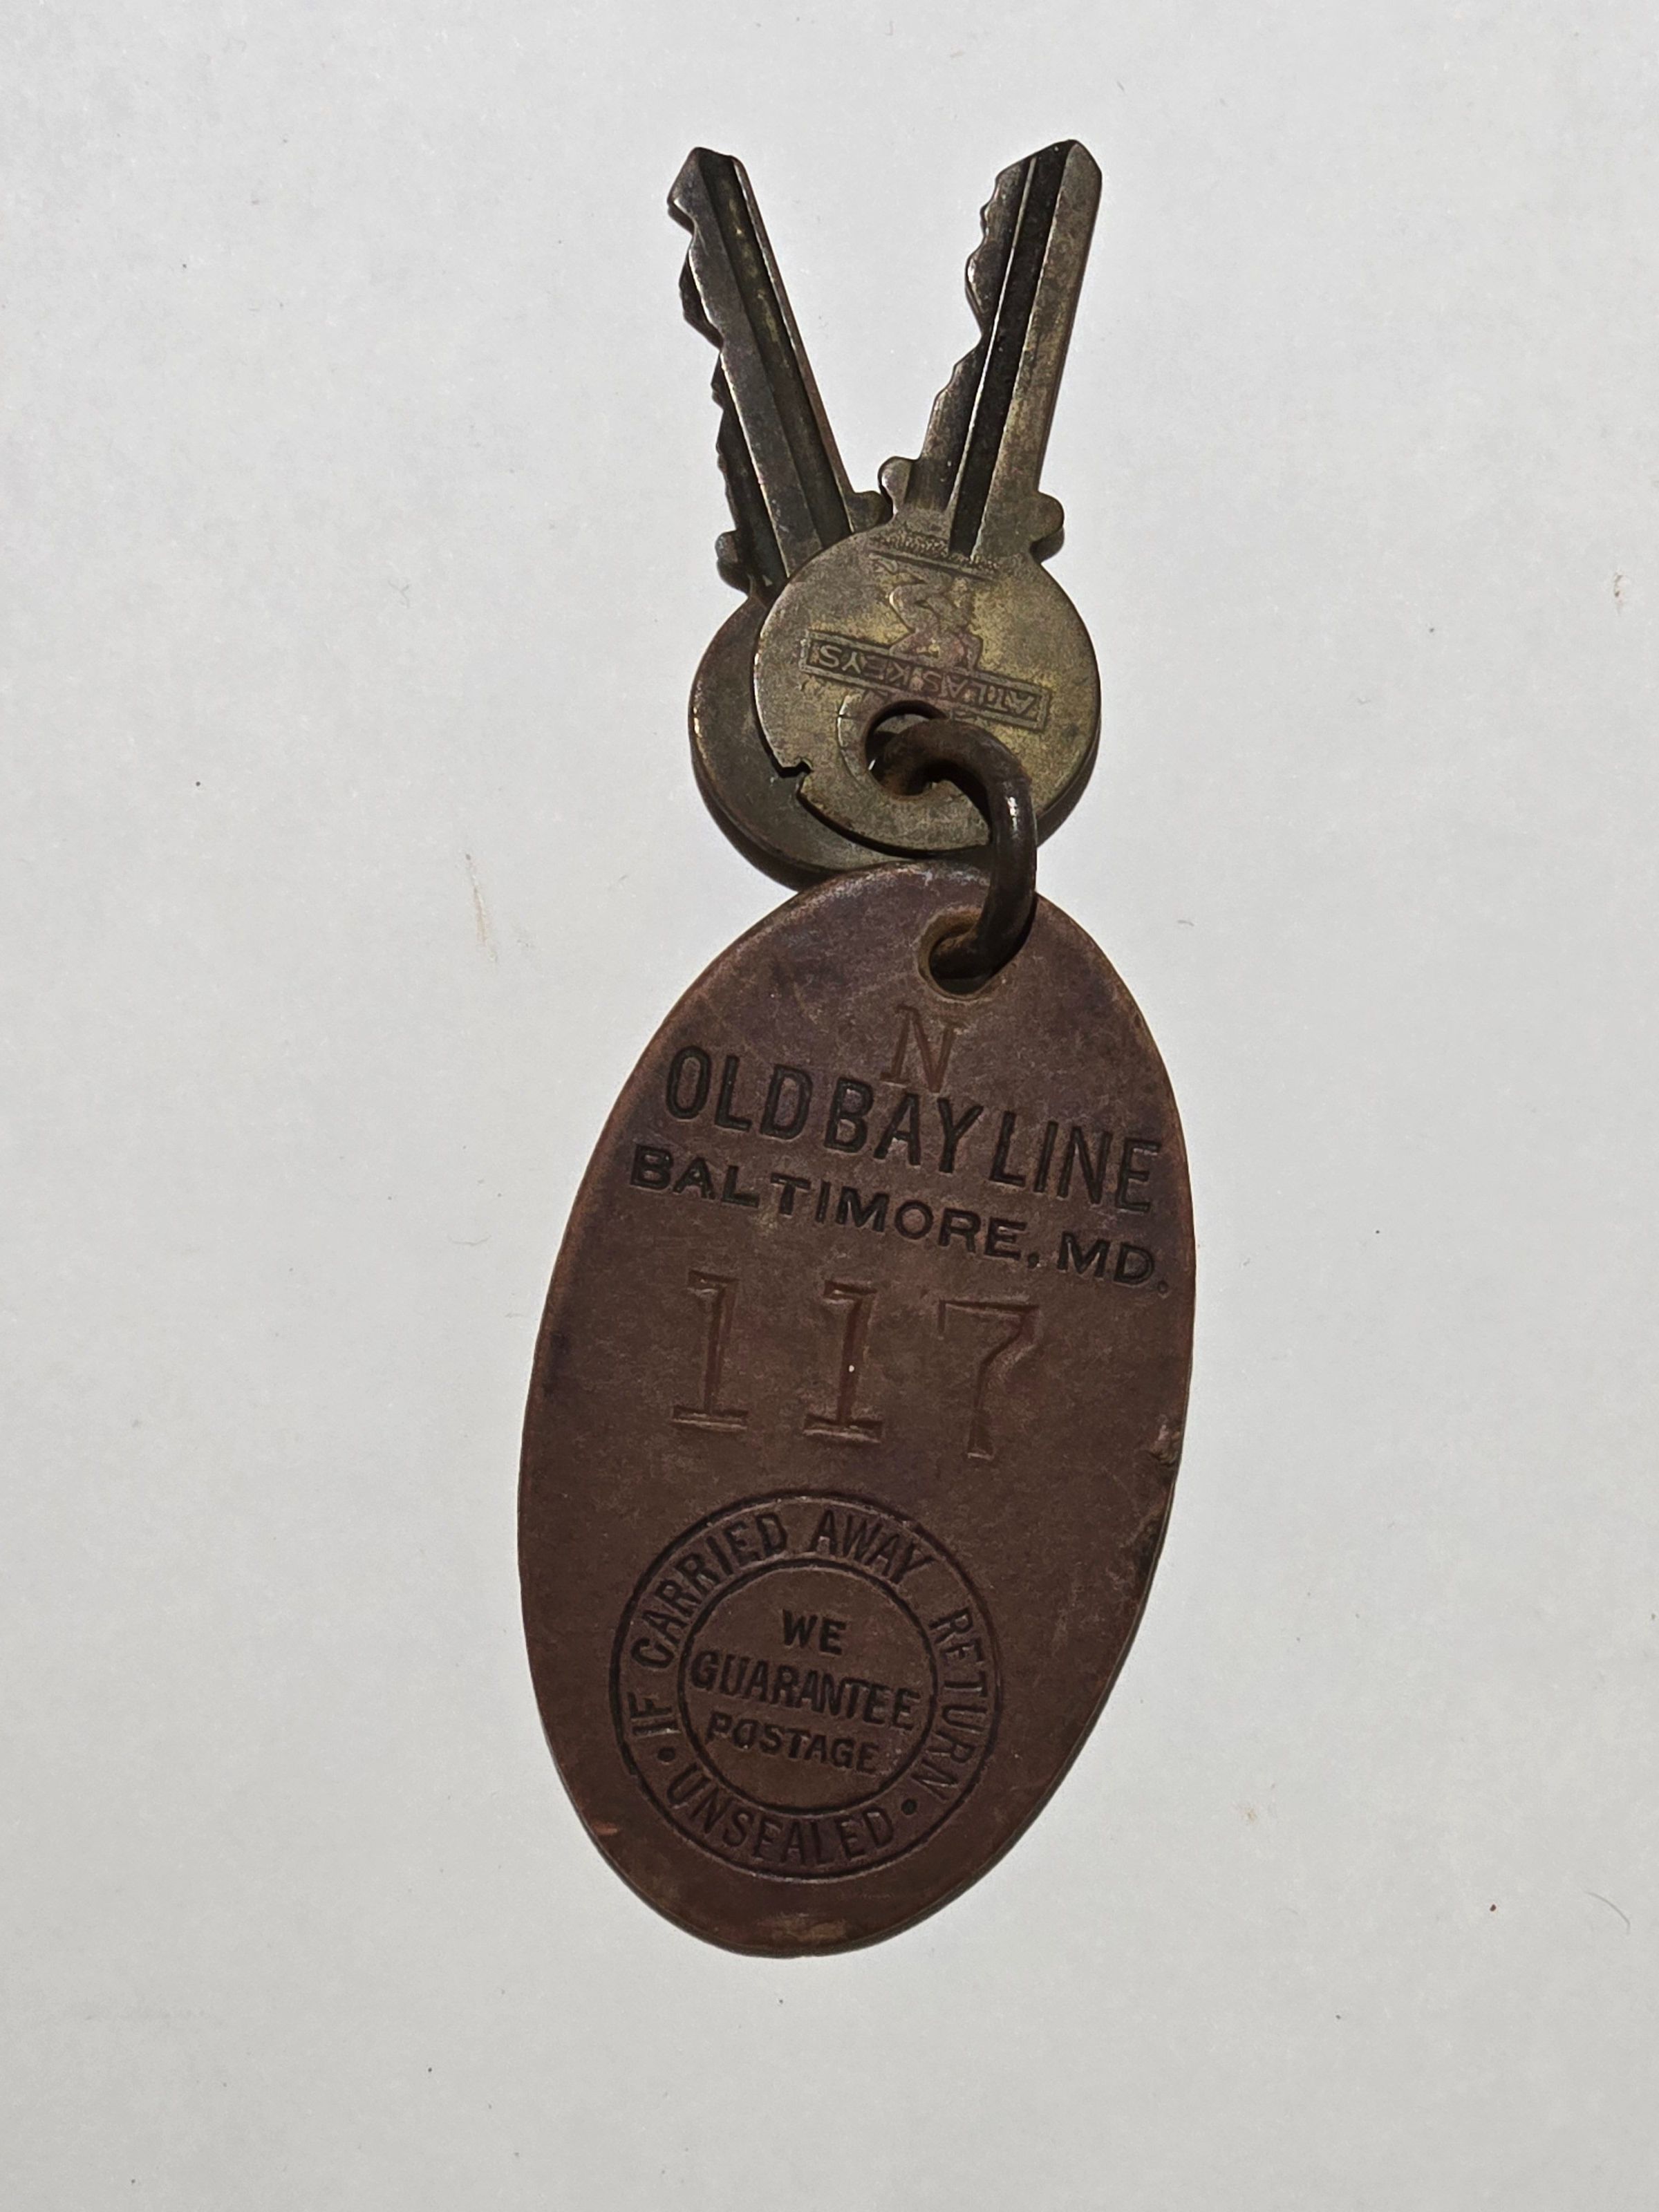 ATLAS KEYS
N
OLD BAY LINE
BALTIMORE, MD.
117
IF CARRIED AWAY RETURN
• UNSEALED •
WE
GUARANTEE
POSTAGE